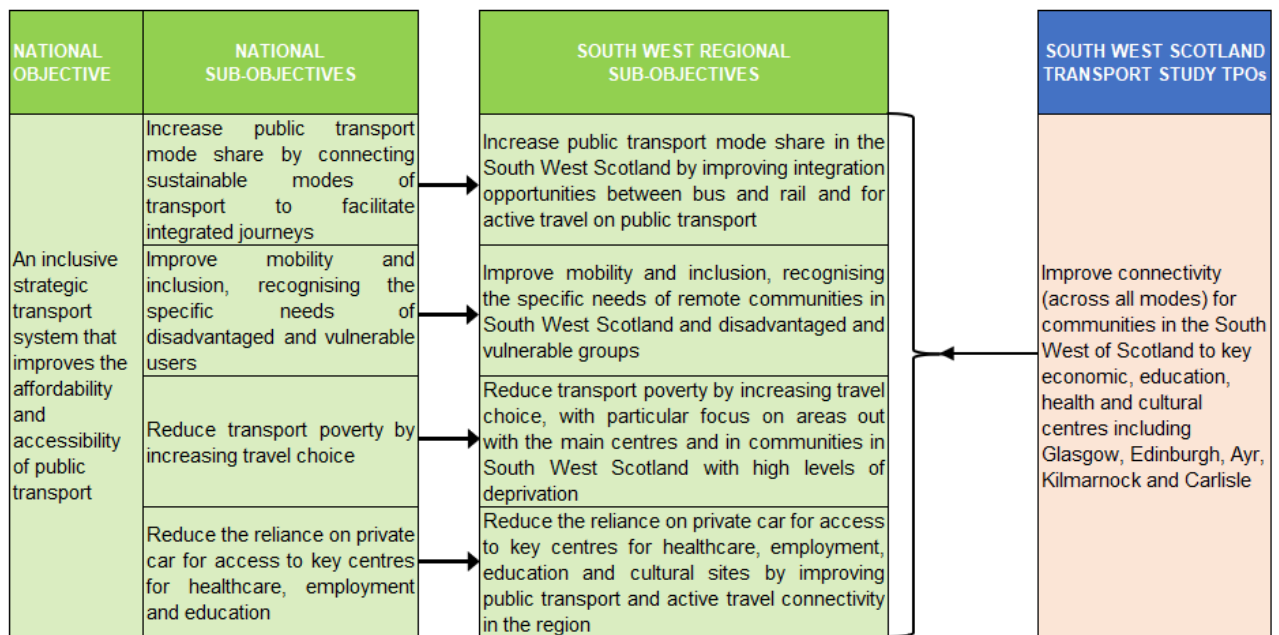 NATIONAL
OBJECTIVE
NATIONAL
SUB-OBJECTIVES
SOUTH WEST REGIONAL
SUB-OBJECTIVES
SOUTH WEST SCOTLAND
TRANSPORT STUDY TPOs
An inclusive
strategic
transport
system that
improves the
affordability
and
accessibility
of public
transport
Increase public transport
mode share by connecting
sustainable modes of
transport to facilitate
integrated journeys
Increase public transport mode share in the
South West Scotland by improving integration
opportunities between bus and rail and for
active travel on public transport
Improve mobility and
inclusion, recognising the
specific needs of
disadvantaged and vulnerable
users
Improve mobility and inclusion, recognising
the specific needs of remote communities in
South West Scotland and disadvantaged and
vulnerable groups
Reduce transport poverty by
increasing travel choice
Reduce transport poverty by increasing travel
choice, with particular focus on areas out
with the main centres and in communities in
South West Scotland with high levels of
deprivation
Reduce the reliance on private
car for access to key centres
for healthcare, employment
and education
Reduce the reliance on private car for access
to key centres for healthcare, employment,
education and cultural sites by improving
public transport and active travel connectivity
in the region
Improve connectivity
(across all modes) for
communities in the South
West of Scotland to key
economic, education,
health and cultural
centres including
Glasgow, Edinburgh, Ayr,
Kilmarnock and Carlisle